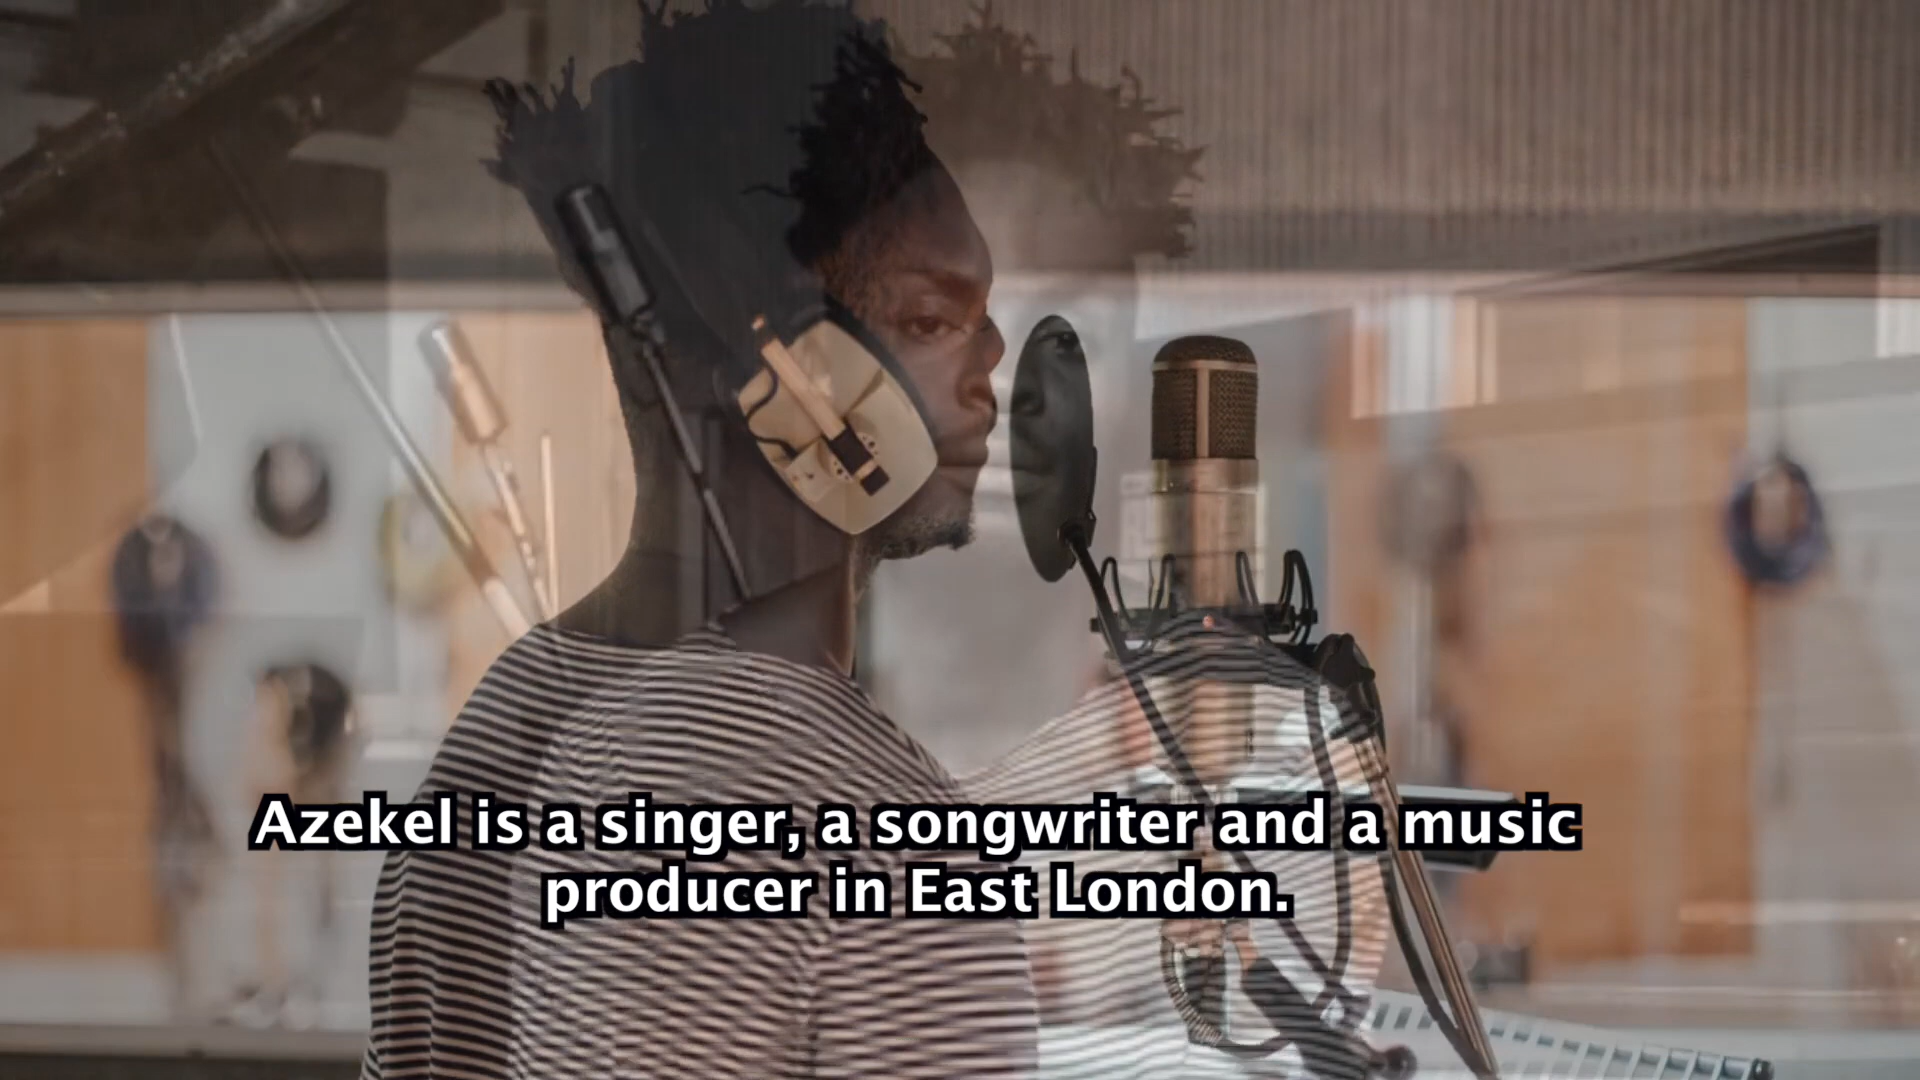 Azekel is a singer, a songwriter and a music
producer in East London.